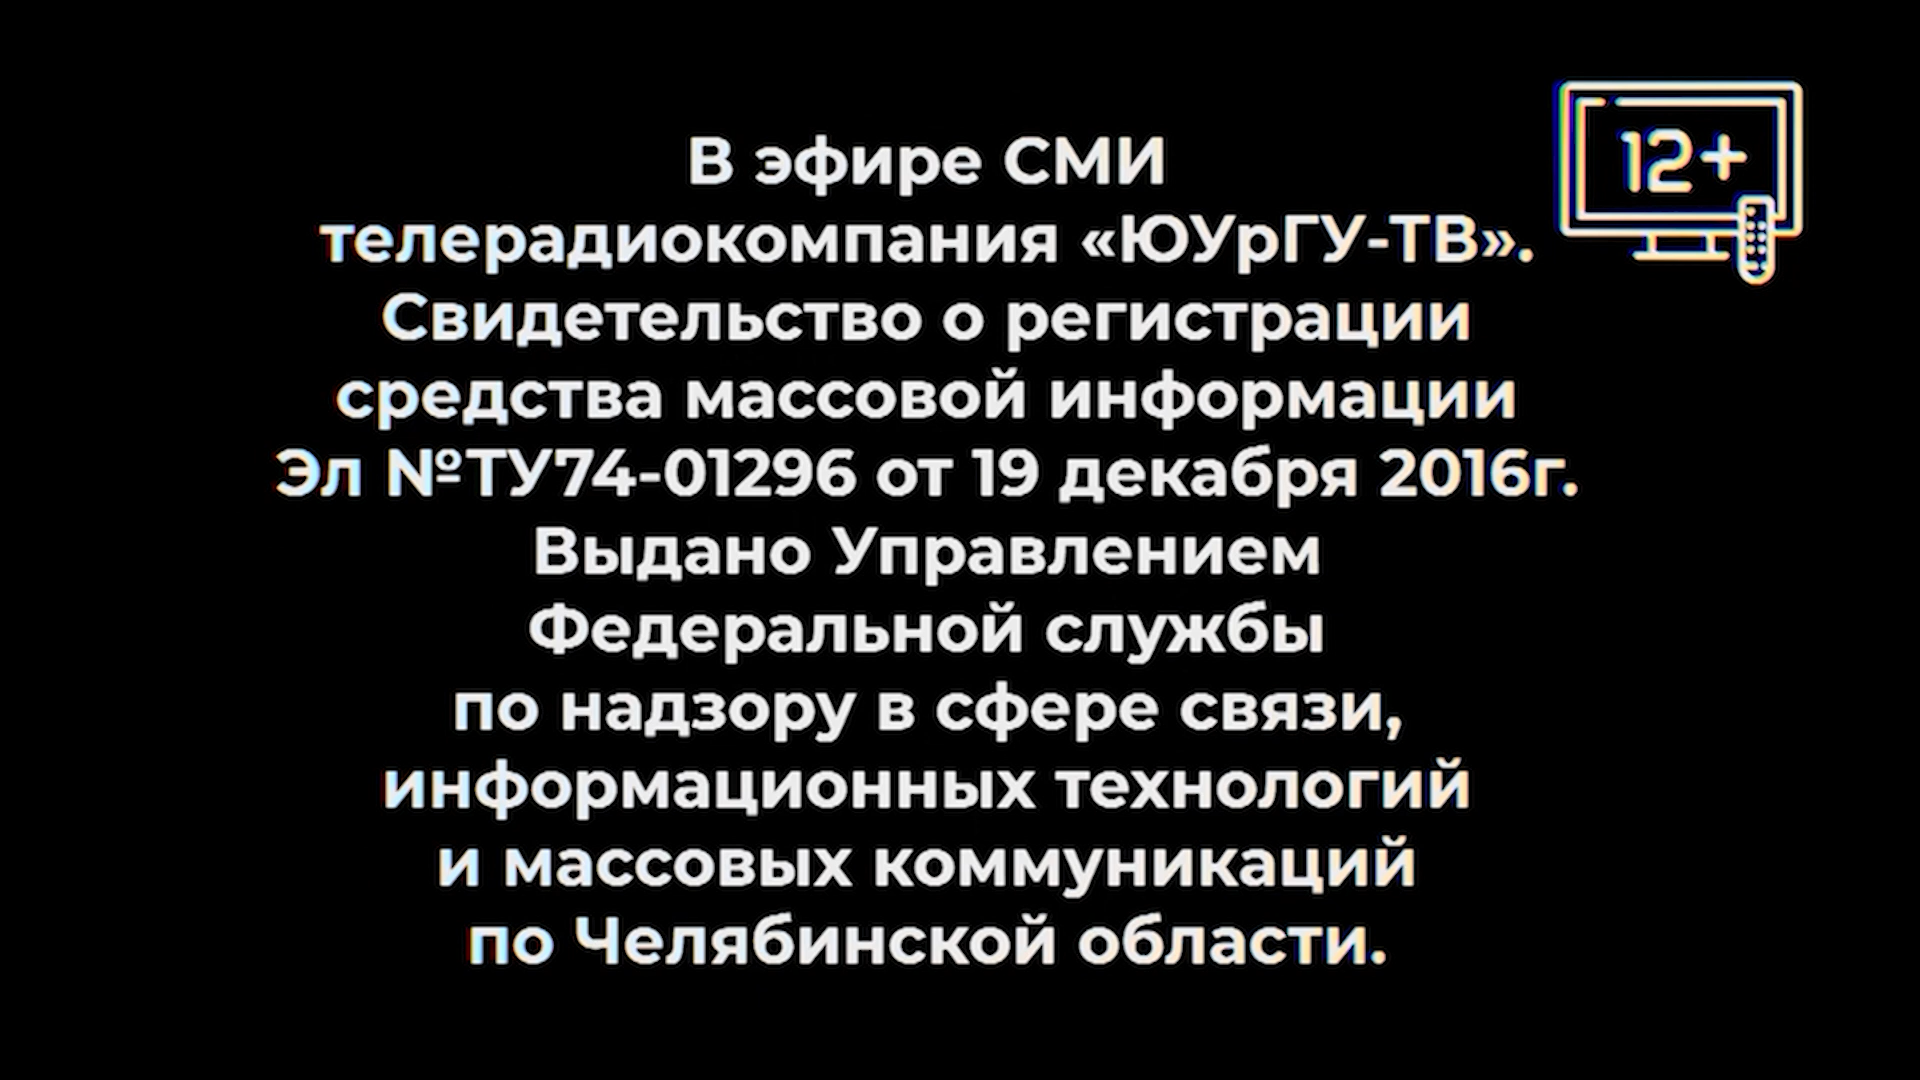 В эфире СМИ
телерадиокомпания «ЮУрГУ-ТВ».
Свидетельство о регистрации
средства массовой информации
Эл №ТУ74-01296 от 19 декабря 2016г.
Выдано Управлением
Федеральной службы
по надзору в сфере связи,
информационных технологий
и массовых коммуникаций
по Челябинской области.
12+